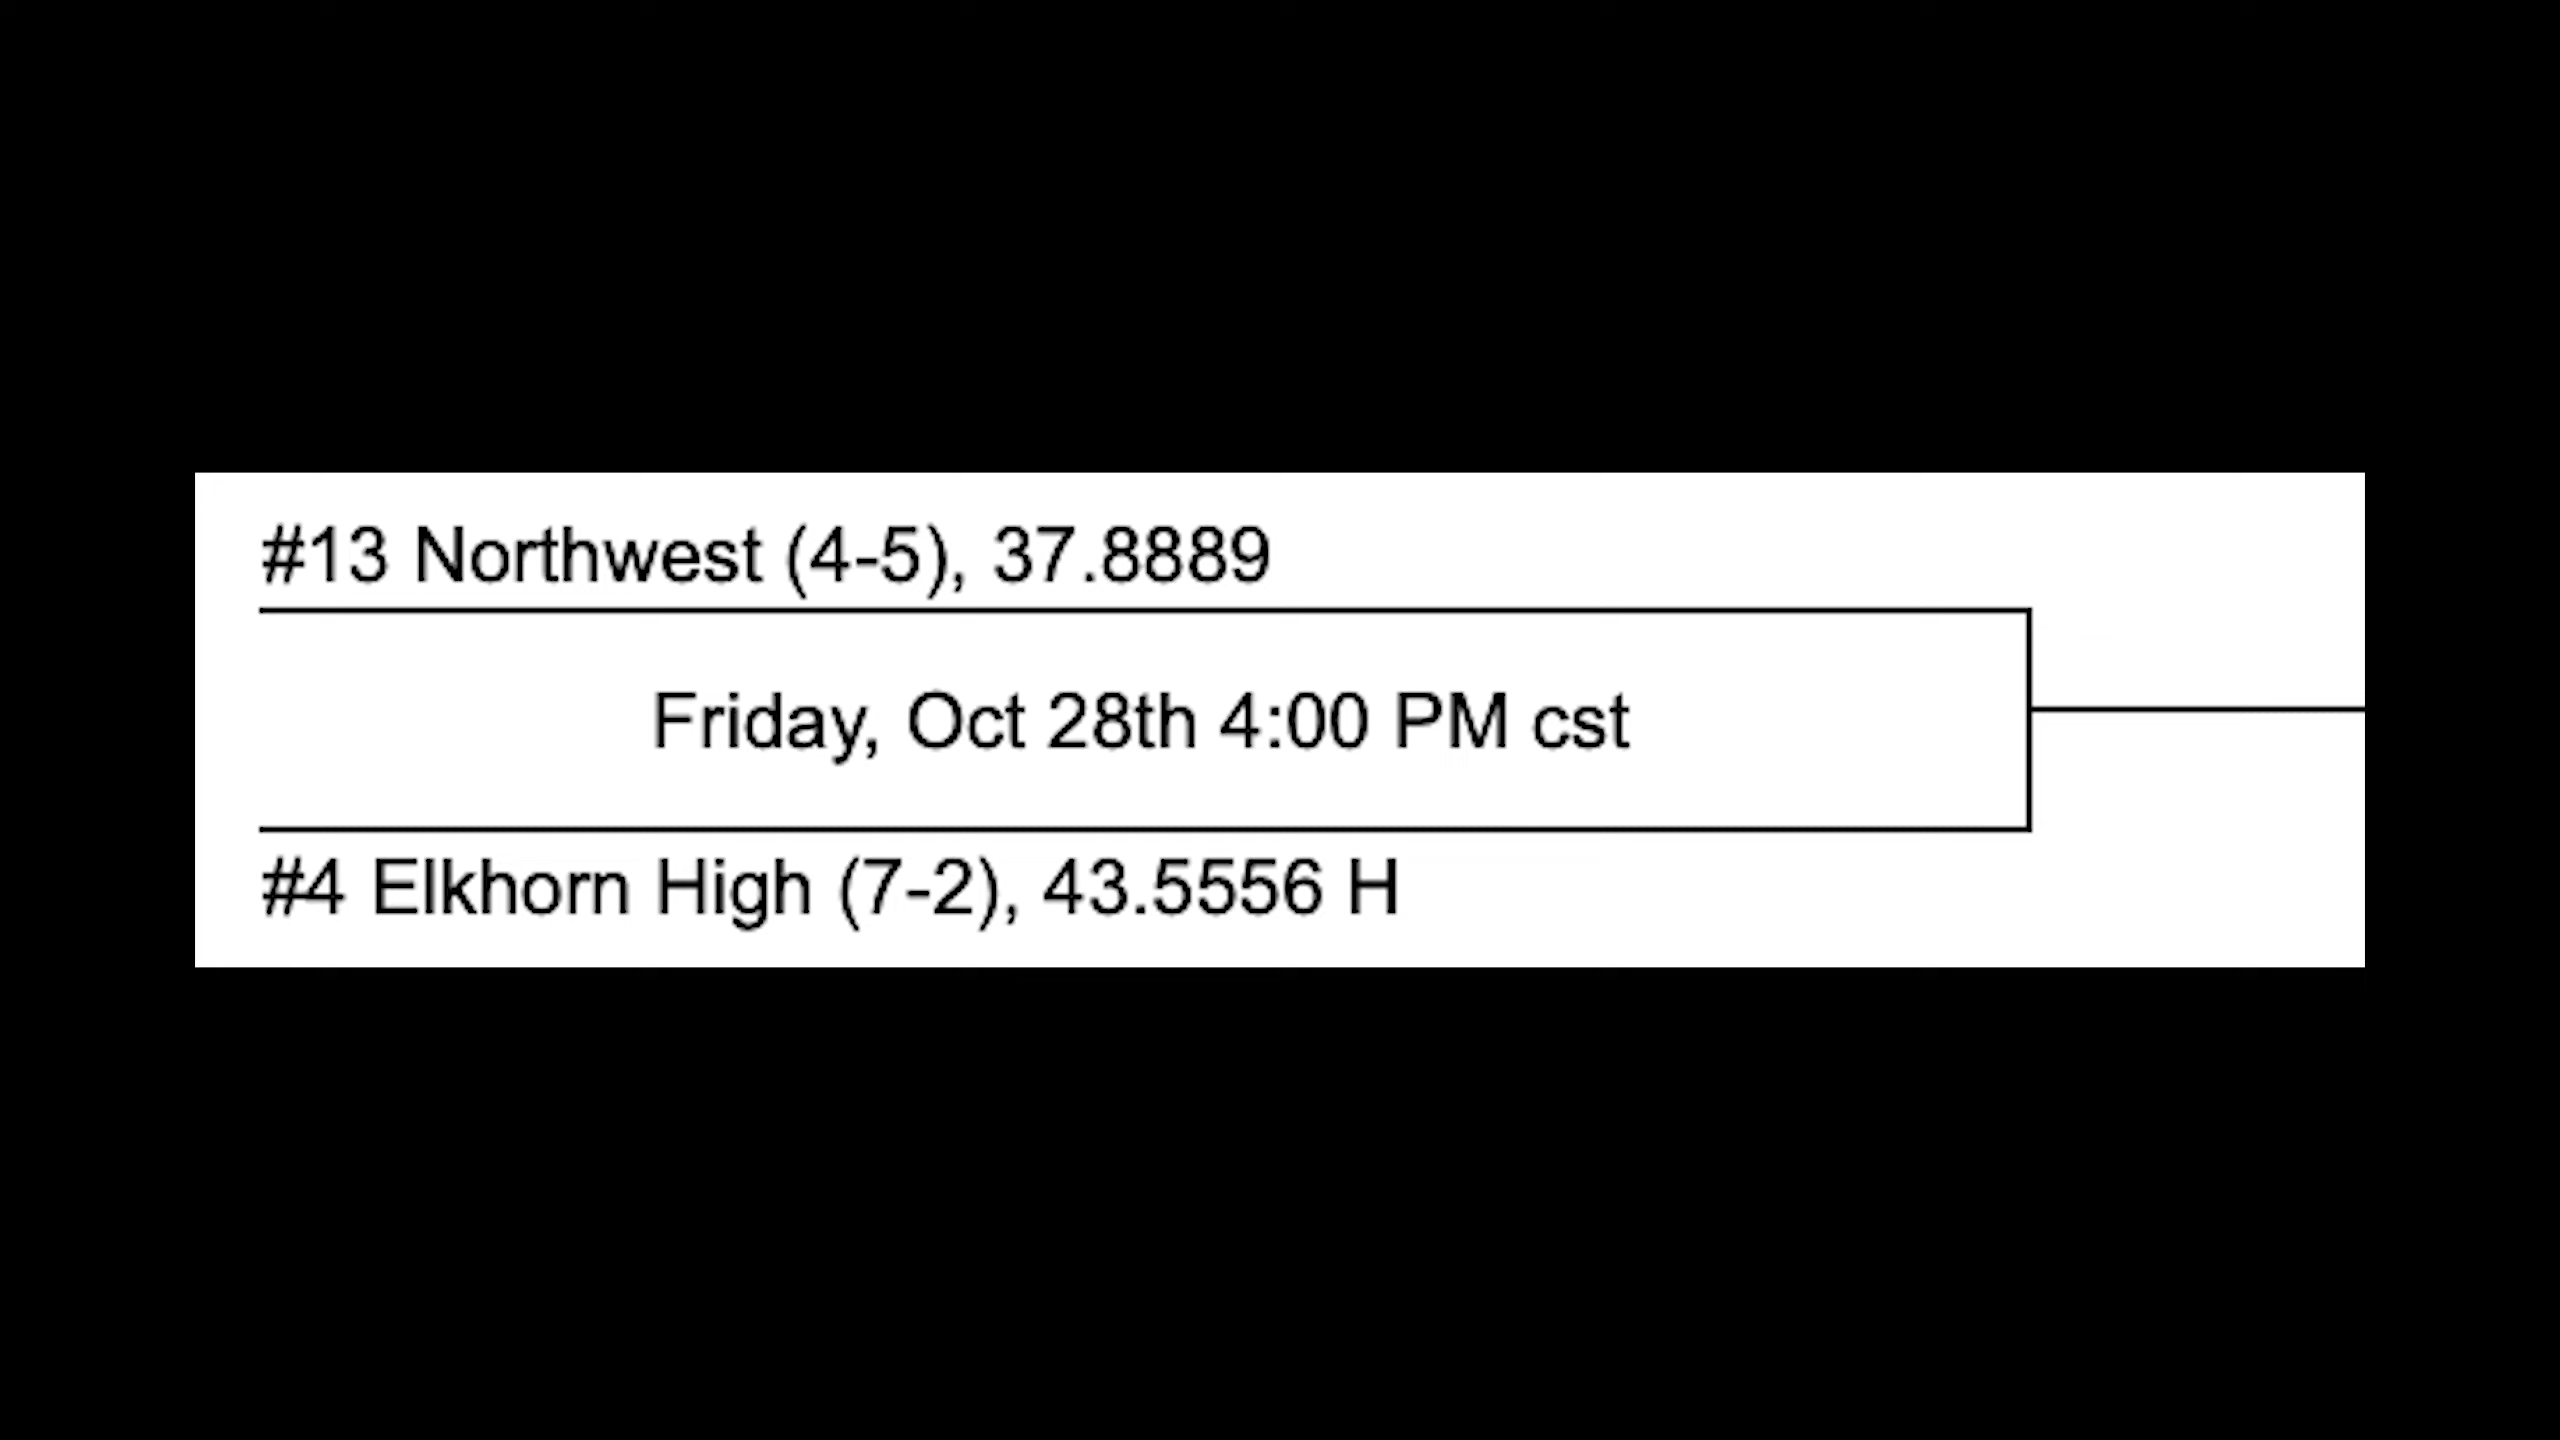 #13 Northwest (4-5), 37.8889
Friday, Oct 28th 4:00 PM cst
#4 Elkhorn High (7-2), 43.5556 H